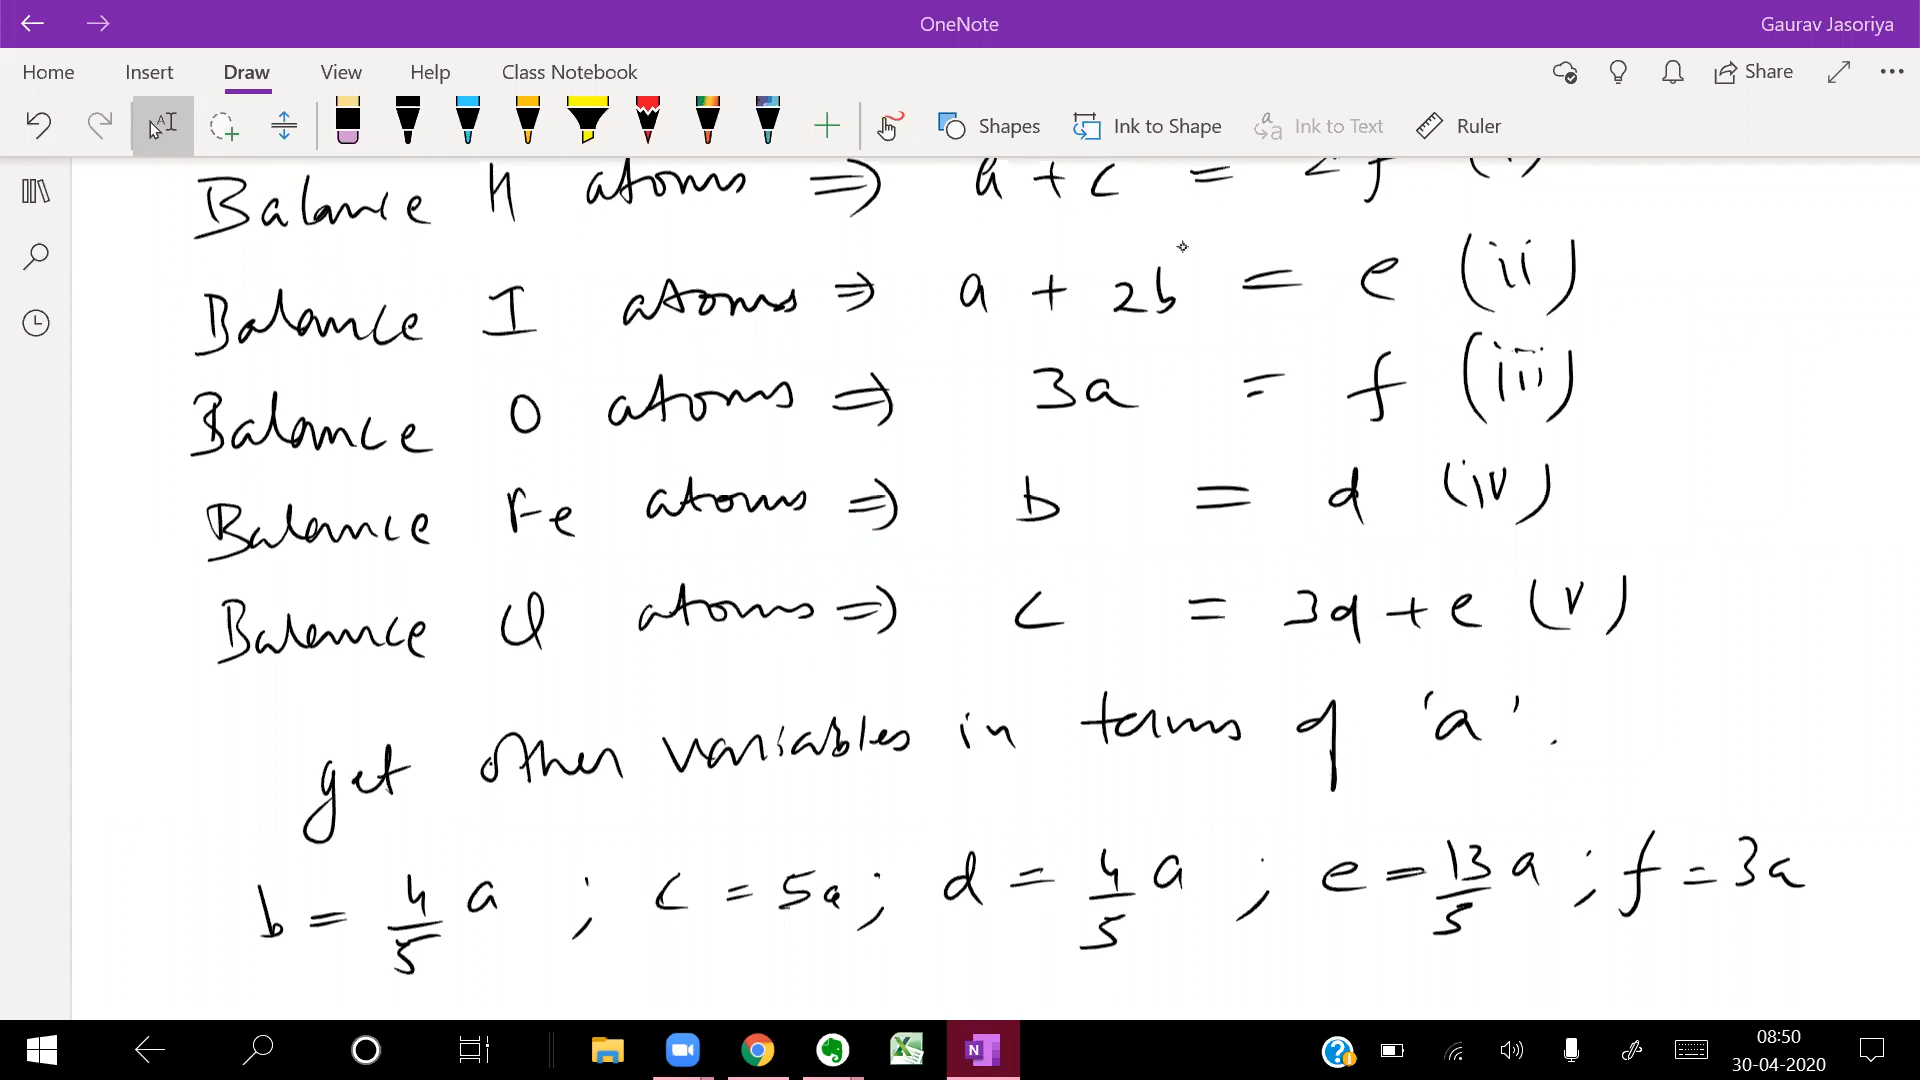 OneNote
Gaurav Jasoriya
Home Insert Draw View Help Class Notebook Share
Shapes Ink to Shape Ink to Text Ruler
Balance H atoms ⇒ a + c = 2f (i)
Balance I atoms ⇒ a + 2b = e (ii)
Balance O atoms ⇒ 3a = f (iii)
Balance Fe atoms ⇒ b = d (iv)
Balance Cl atoms ⇒ c = 3d + e (v)
get other variables in terms of 'a'.
b = 4/5 a ; c = 5a ; d = 4/5 a ; e = 13/5 a ; f = 3a
08:50
30-04-2020